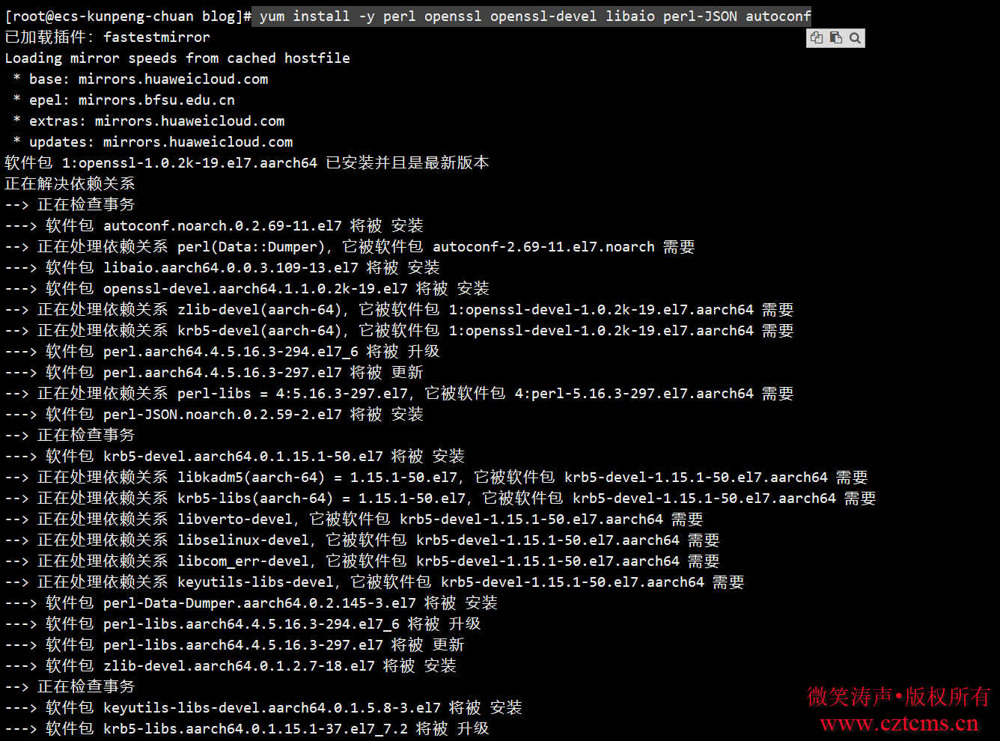 [root@ecs-kunpeng-chuan blog]# yum install -y perl openssl openssl-devel libaio perl-JSON autoconf
已加载插件：fastestmirror
Loading mirror speeds from cached hostfile
 * base: mirrors.huaweicloud.com
 * epel: mirrors.bfsu.edu.cn
 * extras: mirrors.huaweicloud.com
 * updates: mirrors.huaweicloud.com
软件包 1:openssl-1.0.2k-19.el7.aarch64 已安装并且是最新版本
正在解决依赖关系
--> 正在检查事务
---> 软件包 autoconf.noarch.0.2.69-11.el7 将被 安装
--> 正在处理依赖关系 perl(Data::Dumper)，它被软件包 autoconf-2.69-11.el7.noarch 需要
---> 软件包 libaio.aarch64.0.0.3.109-13.el7 将被 安装
---> 软件包 openssl-devel.aarch64.1.1.0.2k-19.el7 将被 安装
--> 正在处理依赖关系 zlib-devel(aarch-64)，它被软件包 1:openssl-devel-1.0.2k-19.el7.aarch64 需要
--> 正在处理依赖关系 krb5-devel(aarch-64)，它被软件包 1:openssl-devel-1.0.2k-19.el7.aarch64 需要
---> 软件包 perl.aarch64.4.5.16.3-294.el7_6 将被 升级
---> 软件包 perl.aarch64.4.5.16.3-297.el7 将被 更新
--> 正在处理依赖关系 perl-libs = 4:5.16.3-297.el7，它被软件包 4:perl-5.16.3-297.el7.aarch64 需要
---> 软件包 perl-JSON.noarch.0.2.59-2.el7 将被 安装
--> 正在检查事务
---> 软件包 krb5-devel.aarch64.0.1.15.1-50.el7 将被 安装
--> 正在处理依赖关系 libkadm5(aarch-64) = 1.15.1-50.el7，它被软件包 krb5-devel-1.15.1-50.el7.aarch64 需要
--> 正在处理依赖关系 krb5-libs(aarch-64) = 1.15.1-50.el7，它被软件包 krb5-devel-1.15.1-50.el7.aarch64 需要
--> 正在处理依赖关系 libverto-devel，它被软件包 krb5-devel-1.15.1-50.el7.aarch64 需要
--> 正在处理依赖关系 libselinux-devel，它被软件包 krb5-devel-1.15.1-50.el7.aarch64 需要
--> 正在处理依赖关系 libcom_err-devel，它被软件包 krb5-devel-1.15.1-50.el7.aarch64 需要
--> 正在处理依赖关系 keyutils-libs-devel，它被软件包 krb5-devel-1.15.1-50.el7.aarch64 需要
---> 软件包 perl-Data-Dumper.aarch64.0.2.145-3.el7 将被 安装
---> 软件包 perl-libs.aarch64.4.5.16.3-294.el7_6 将被 升级
---> 软件包 perl-libs.aarch64.4.5.16.3-297.el7 将被 更新
---> 软件包 zlib-devel.aarch64.0.1.2.7-18.el7 将被 安装
--> 正在检查事务
---> 软件包 keyutils-libs-devel.aarch64.0.1.5.8-3.el7 将被 安装
---> 软件包 krb5-libs.aarch64.0.1.15.1-37.el7_7.2 将被 升级
微笑涛声•版权所有
www.cztcms.cn